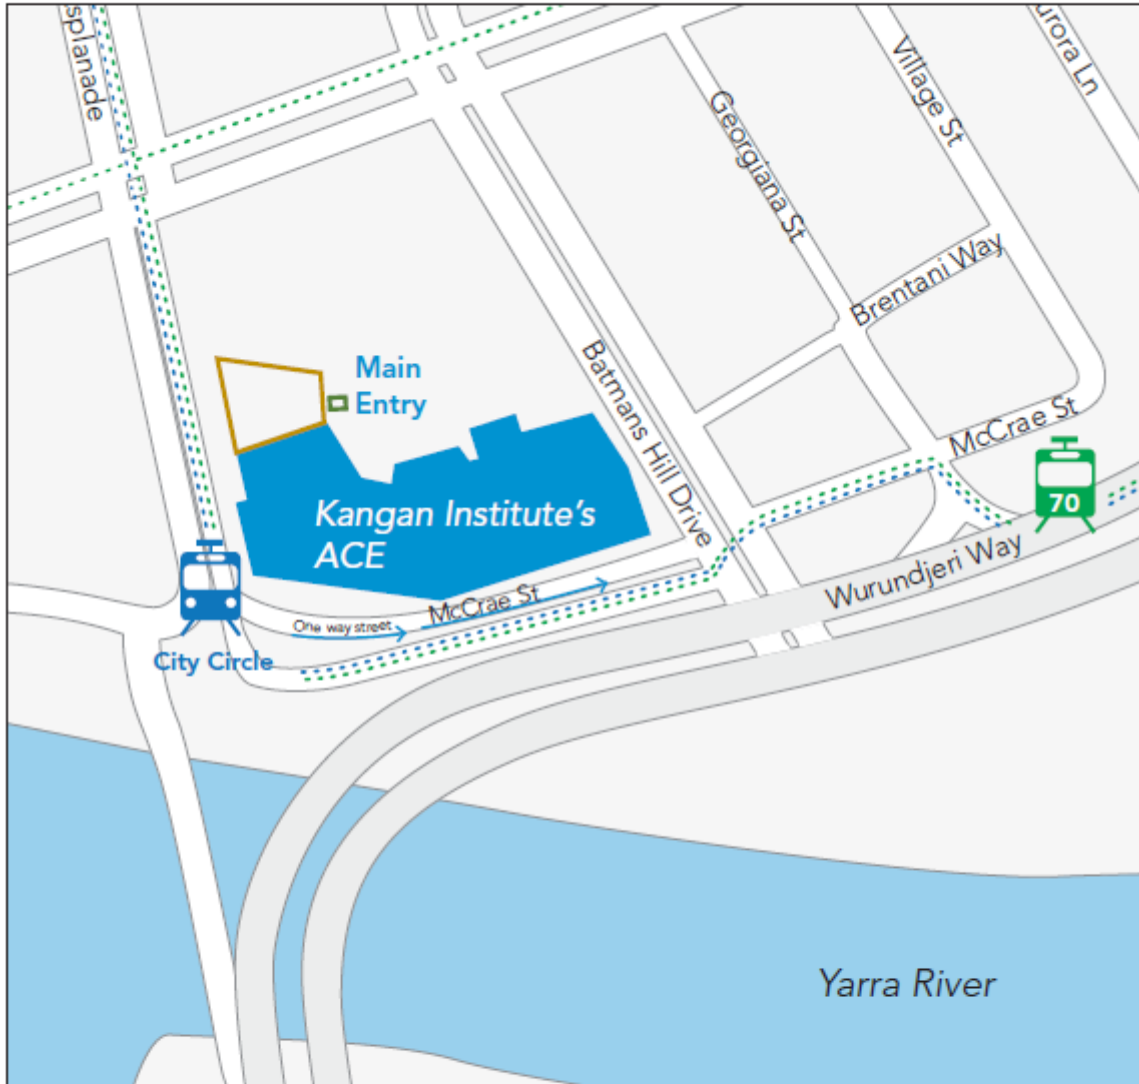 splanade
Village St
urora Ln
Georgiana St
Brentani Way
Main
Entry
Batmans Hill Drive
McCrae St
70
Kangan Institute's
ACE
Wurundjeri Way
McCrae St
One way street
City Circle
Yarra River